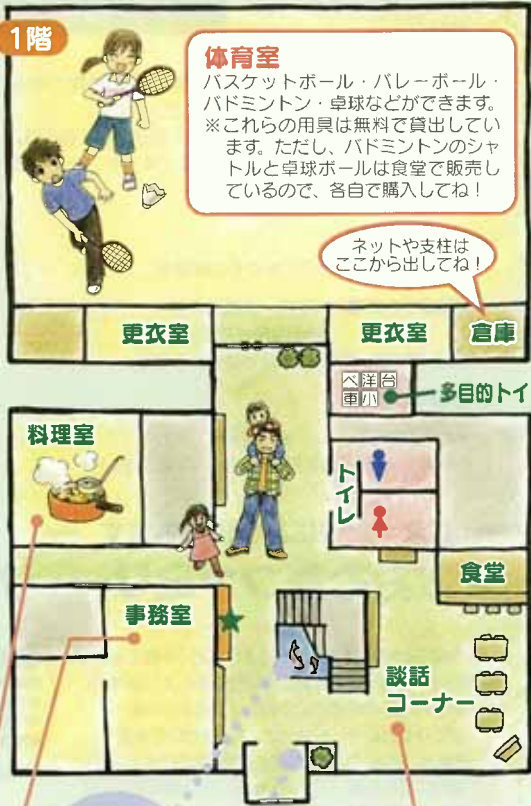 1階
体育室
バスケットボール・バレーボール・
バドミントン・卓球などができます。
※これらの用具は無料で貸出してい
ます。ただし、バドミントンのシャ
トルと卓球ボールは食堂で販売し
ているので、各自で購入してね！
ネットや支柱は
ここから出してね！
更衣室
更衣室
倉庫
ベ 洋 台
車 小
多目的トイ
料理室
トイレ
食堂
事務室
談話
コーナー